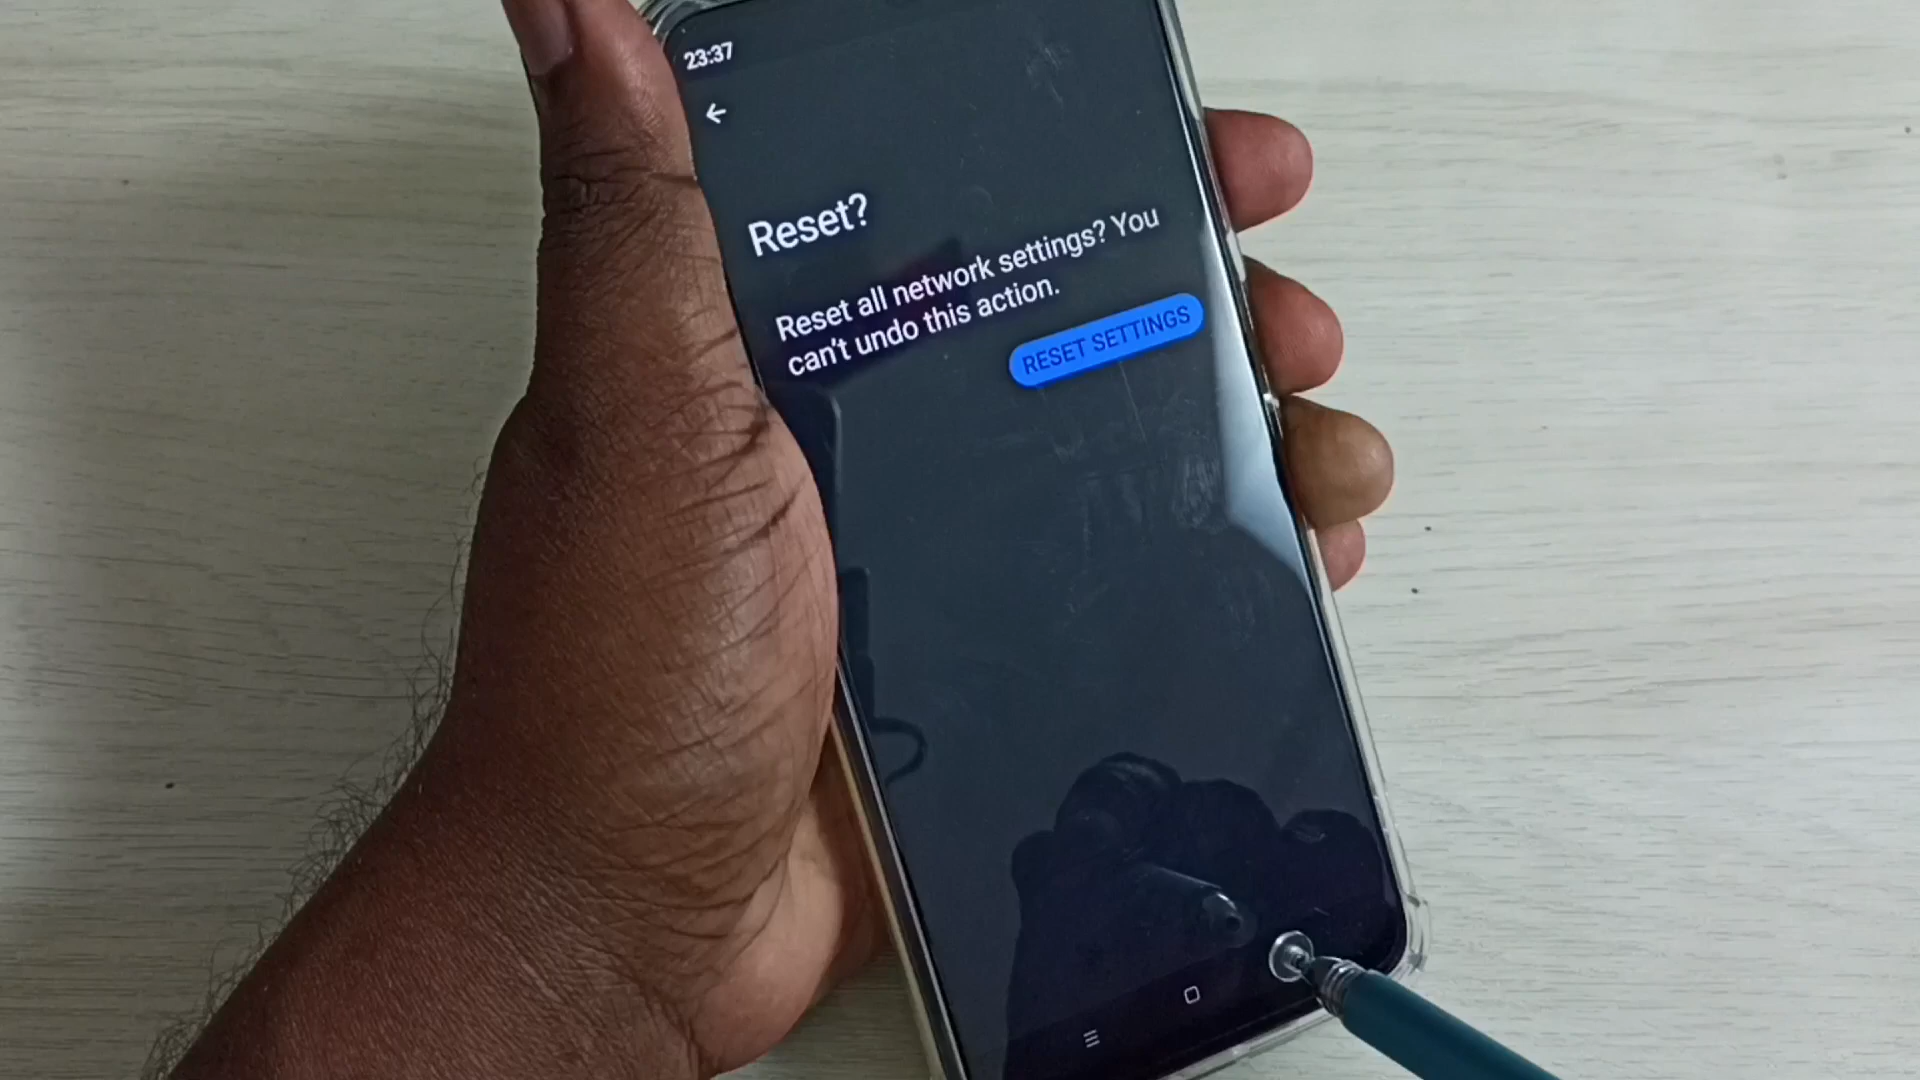 23:37
Reset?
Reset all network settings? You
can't undo this action.
RESET SETTINGS